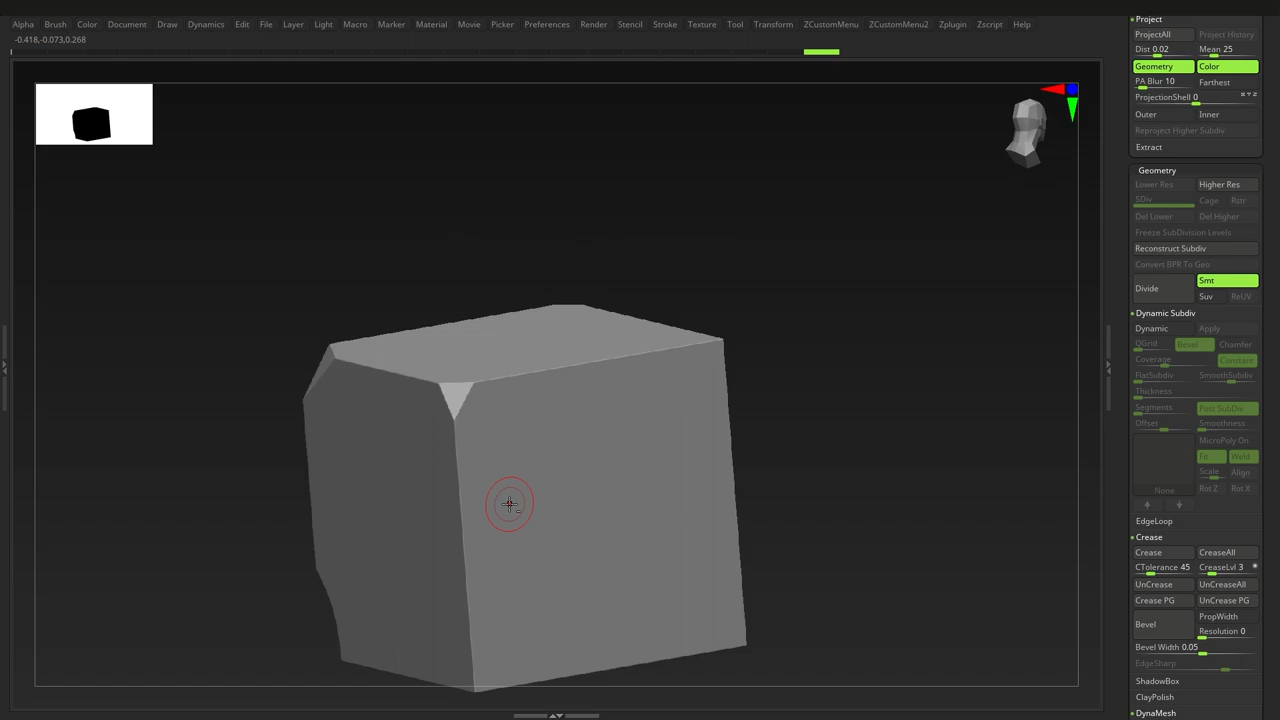 Alpha Brush Color Document Draw Dynamics Edit File Layer Light Macro Marker Material Movie Picker Preferences Render Stencil Stroke Texture Tool Transform ZCustomMenu ZCustomMenu2 Zplugin Zscript Help
-0.418,-0.073,0.268
Project
ProjectAll Project History
Dist 0.02 Mean 25
Geometry Color
PA Blur 10 Farthest
ProjectionShell 0
Outer Inner
Reproject Higher Subdiv
Extract
Geometry
Lower Res Higher Res
SDiv Cage Rstr
Del Lower Del Higher
Freeze SubDivision Levels
Reconstruct Subdiv
Convert BPR To Geo
Divide Smt
Suv ReUV
Dynamic Subdiv
Dynamic Apply
QGrid Bevel Chamfer
Coverage Constant
FlatSubdiv SmoothSubdiv
Thickness
Segments Post SubDiv
Offset Smoothness
MicroPoly On
Fit Weld
Scale Align
None Rot Z Rot X
EdgeLoop
Crease
Crease CreaseAll
CTolerance 45 CreaseLvl 3
UnCrease UnCreaseAll
Crease PG UnCrease PG
Bevel PropWidth
Resolution 0
Bevel Width 0.05
EdgeSharp
ShadowBox
ClayPolish
DynaMesh